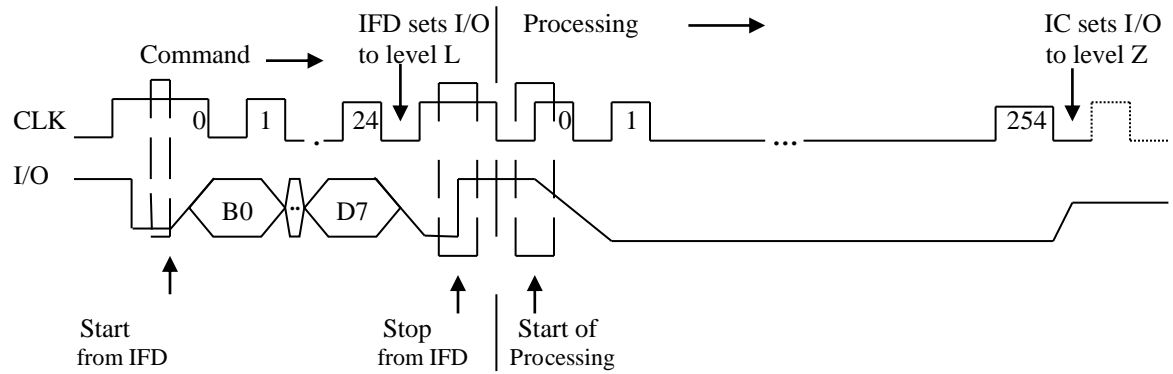 IFD sets I/O
to level L
Processing
IC sets I/O
to level Z
Command
CLK
0
1
.
24
0
1
...
254
I/O
B0
..
D7
Start
from IFD
Stop
from IFD
Start of
Processing